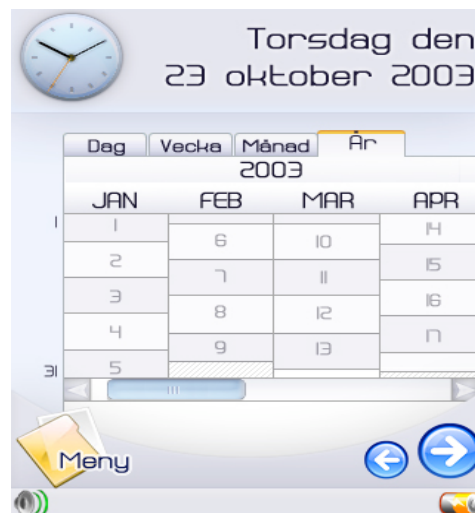 Torsdag den
23 oktober 2003
Dag Vecka Månad År
2003
JAN FEB MAR APR
1 1 14
6 10
2 15
7 11
3 16
8 12
4 17
9 13
31 5
Meny